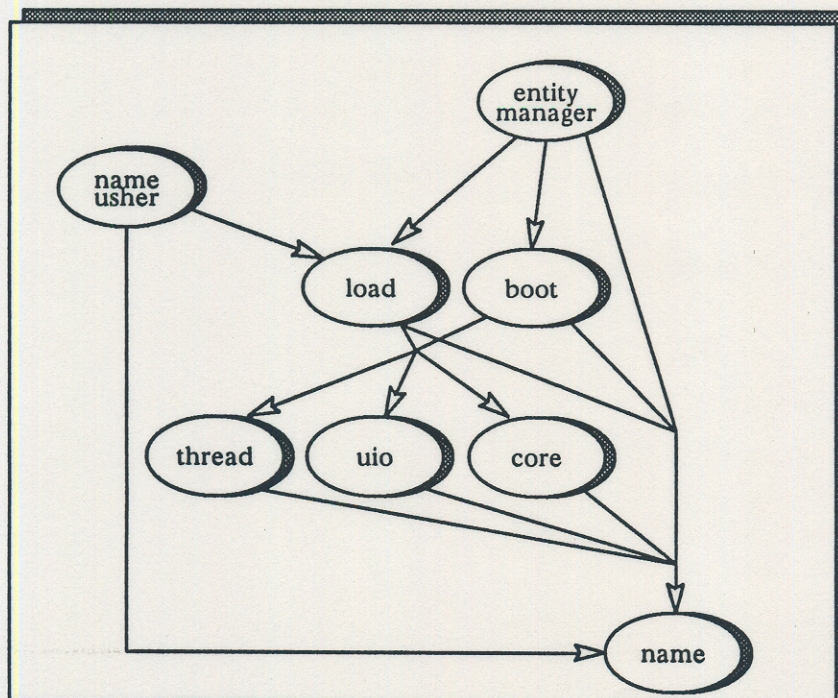 entity
manager
name
usher
load
boot
thread
uio
core
name